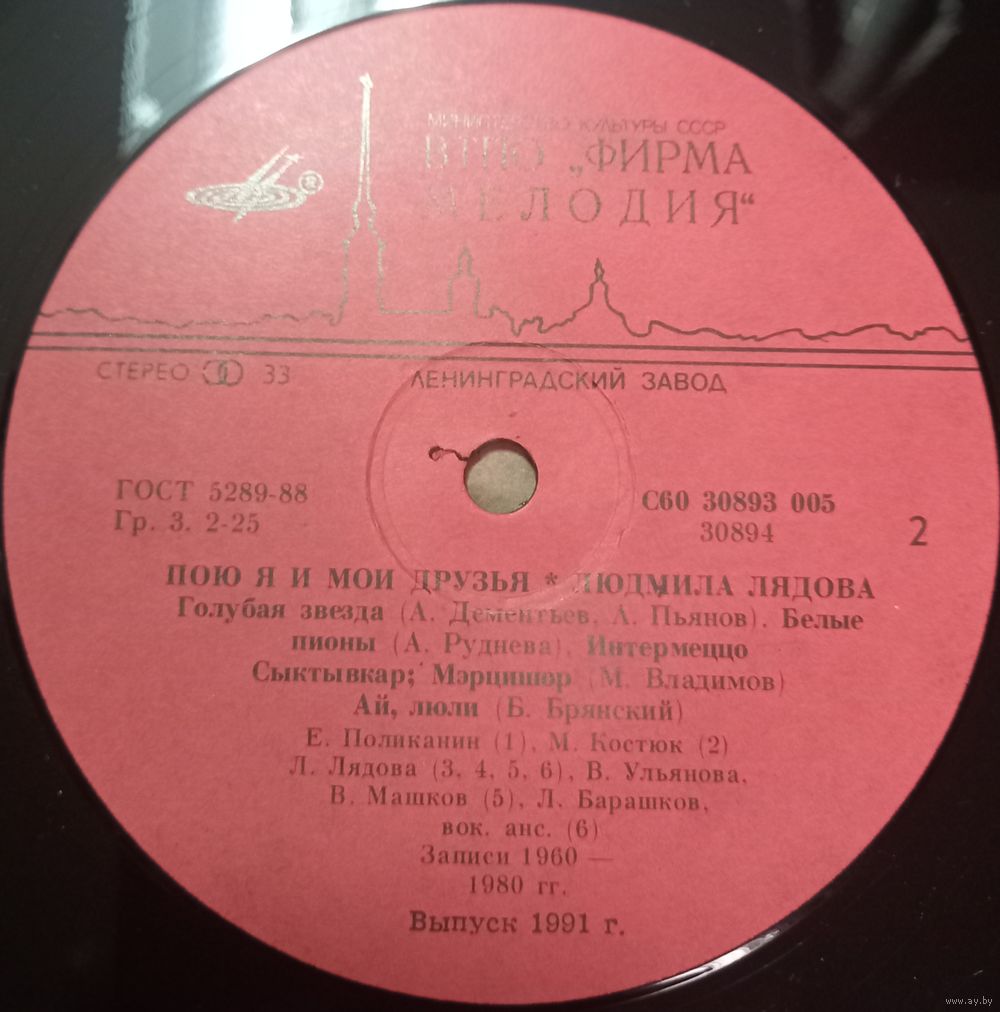 МИНИСТЕРСТВО КУЛЬТУРЫ СССР
ВТПО „ФИРМА
МЕЛОДИЯ“
®
СТЕРЕО 33
ЛЕНИНГРАДСКИЙ ЗАВОД
ГОСТ 5289-88
Гр. 3. 2-25
С60 30893 005
30894
2
ПОЮ Я И МОИ ДРУЗЬЯ * ЛЮДМИЛА ЛЯДОВА
Голубая звезда (А. Дементьев, А. Пьянов). Белые
пионы (А. Руднева). Интермеццо
Сыктывкар; Мэрцишор (М. Владимов)
Ай, люли (Б. Брянский)
Е. Поликанин (1), М. Костюк (2)
Л. Лядова (3, 4, 5, 6), В. Ульянова,
В. Машков (5), Л. Барашков,
вок. анс. (6)
Записи 1960 —
1980 гг.
Выпуск 1991 г.
www.ay.by